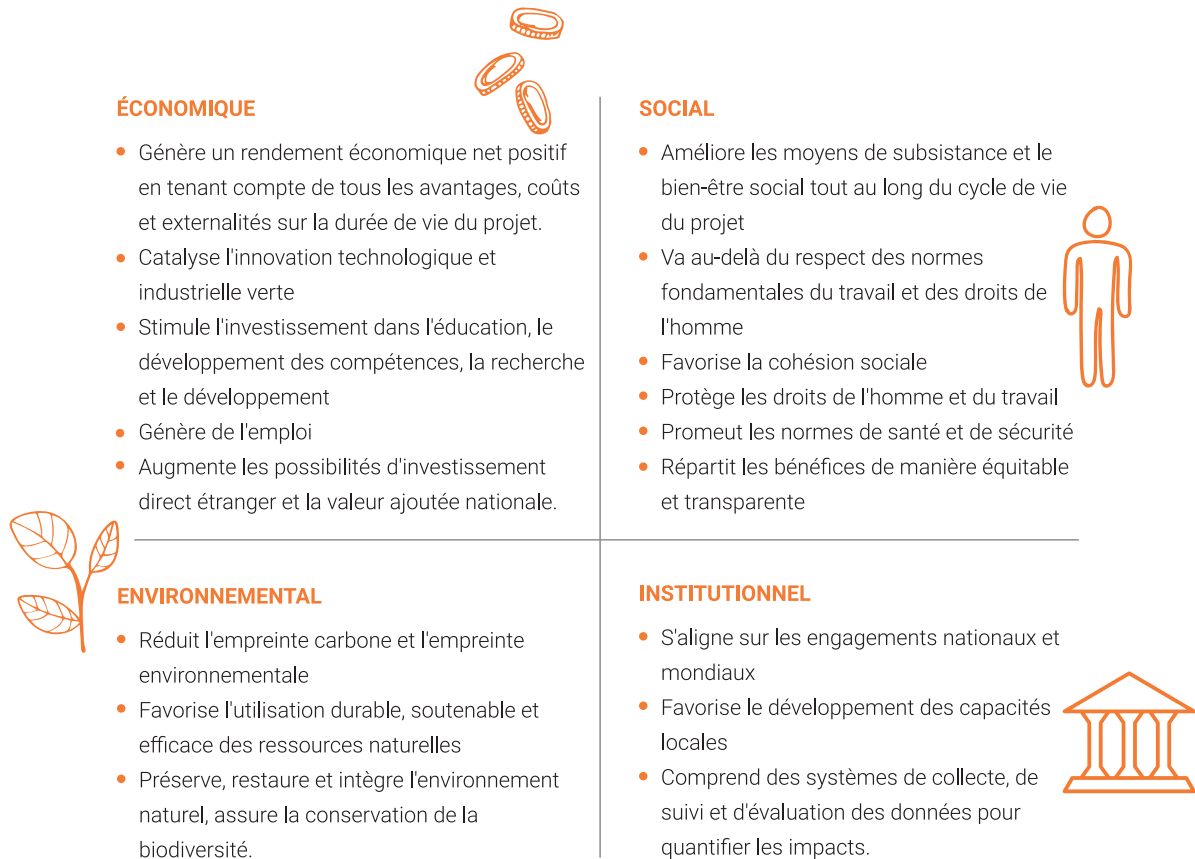 ÉCONOMIQUE
• Génère un rendement économique net positif
en tenant compte de tous les avantages, coûts
et externalités sur la durée de vie du projet.
• Catalyse l'innovation technologique et
industrielle verte
• Stimule l'investissement dans l'éducation, le
développement des compétences, la recherche
et le développement
• Génère de l'emploi
• Augmente les possibilités d'investissement
direct étranger et la valeur ajoutée nationale.
SOCIAL
• Améliore les moyens de subsistance et le
bien-être social tout au long du cycle de vie
du projet
• Va au-delà du respect des normes
fondamentales du travail et des droits de
l'homme
• Favorise la cohésion sociale
• Protège les droits de l'homme et du travail
• Promeut les normes de santé et de sécurité
• Répartit les bénéfices de manière équitable
et transparente
ENVIRONNEMENTAL
• Réduit l'empreinte carbone et l'empreinte
environnementale
• Favorise l'utilisation durable, soutenable et
efficace des ressources naturelles
• Préserve, restaure et intègre l'environnement
naturel, assure la conservation de la
biodiversité.
INSTITUTIONNEL
• S'aligne sur les engagements nationaux et
mondiaux
• Favorise le développement des capacités
locales
• Comprend des systèmes de collecte, de
suivi et d'évaluation des données pour
quantifier les impacts.